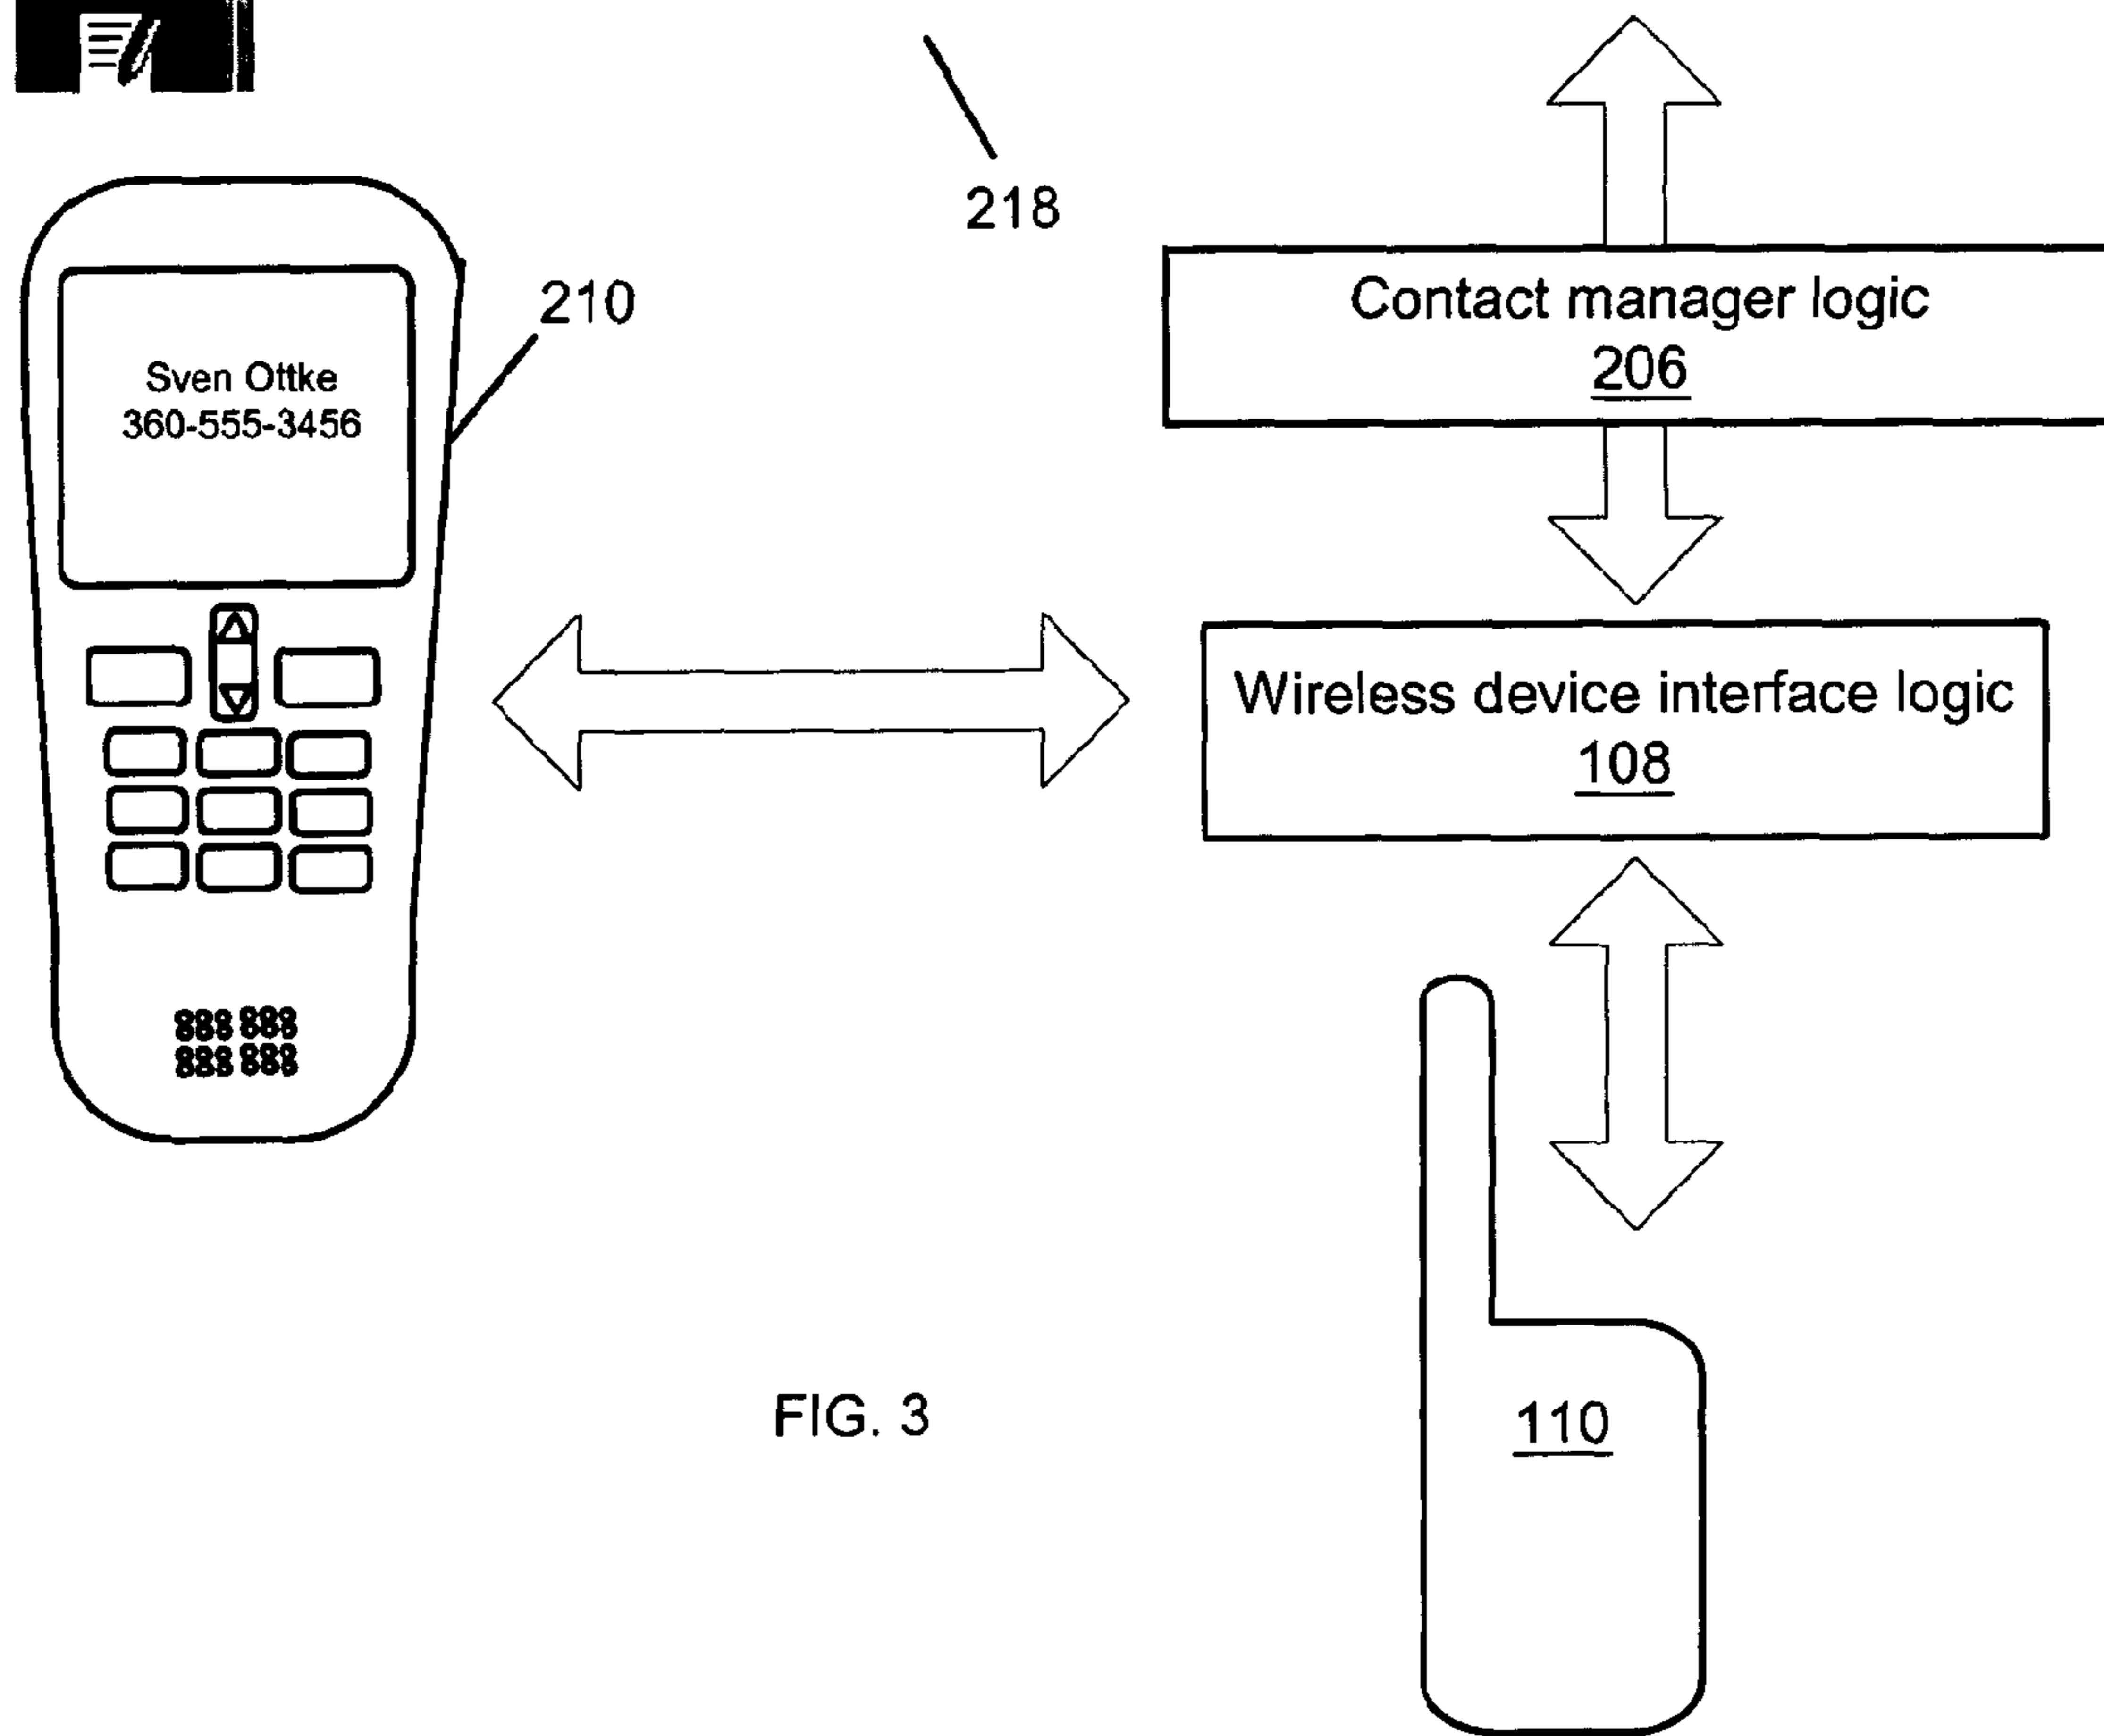 218
210
Sven Ottke
360-555-3456
Contact manager logic
206
Wireless device interface logic
108
FIG. 3
110